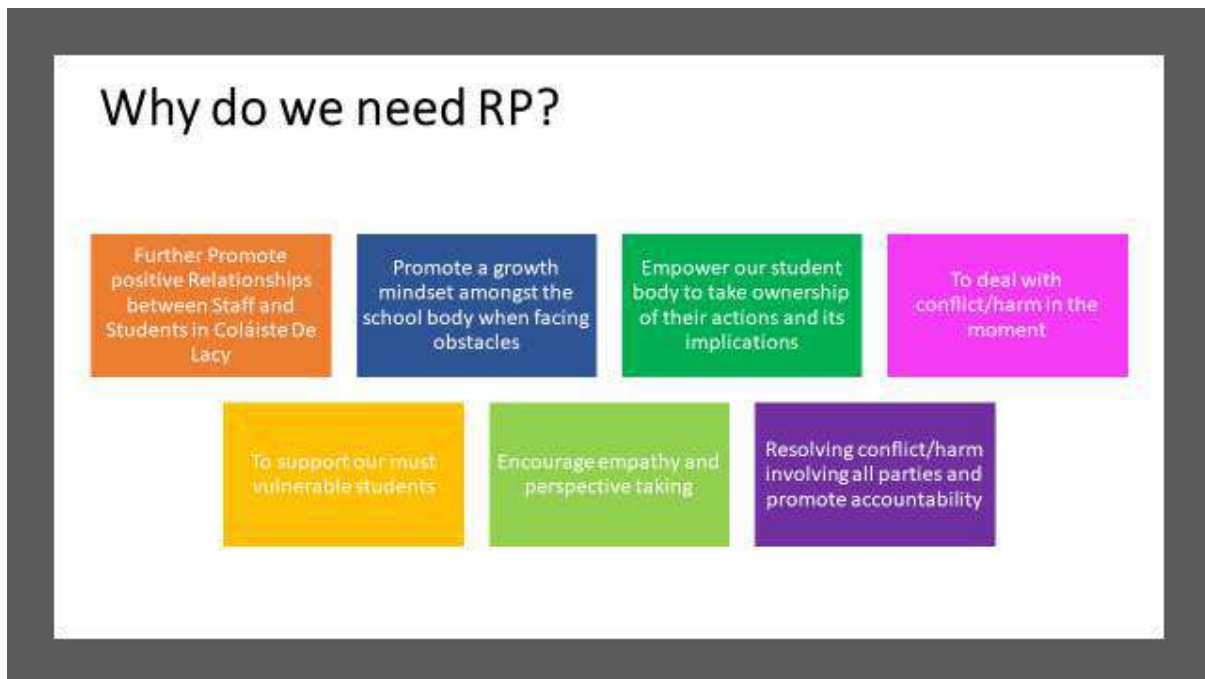 Why do we need RP?
Further Promote
positive Relationships
between Staff and
Students in Coláiste De
Lacy
Promote a growth
mindset amongst the
school body when facing
obstacles
Empower our student
body to take ownership
of their actions and its
implications
To deal with
conflict/harm in the
moment
To support our must
vulnerable students
Encourage empathy and
perspective taking
Resolving conflict/harm
involving all parties and
promote accountability